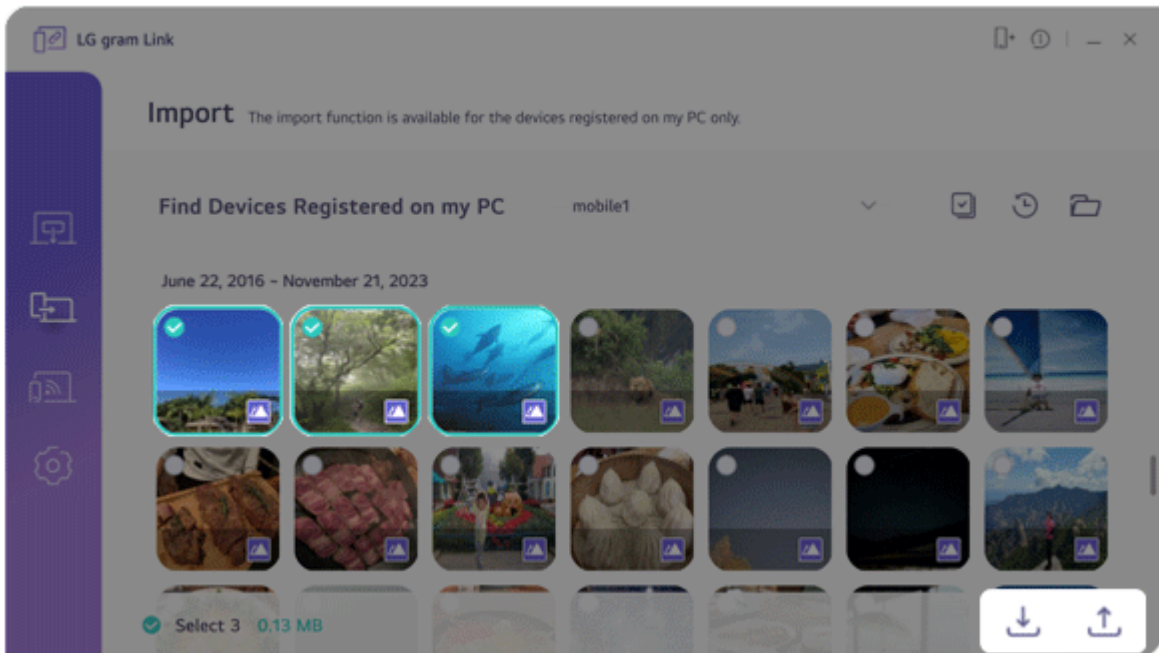 LG gram Link
Import The import function is available for the devices registered on my PC only.
Find Devices Registered on my PC mobile1
June 22, 2016 – November 21, 2023
Select 3 0.13 MB